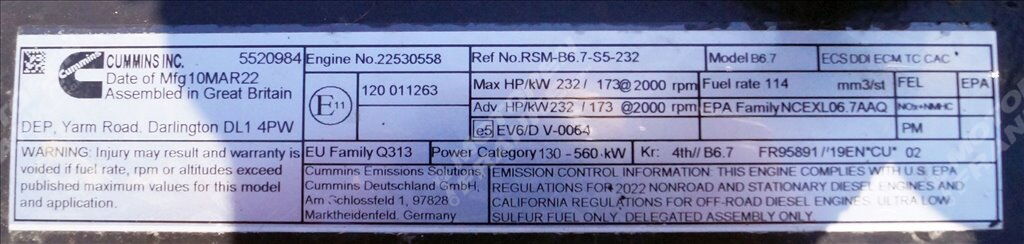 Cummins
CUMMINS INC. 5520984
Date of Mfg10MAR22
Assembled in Great Britain
DEP, Yarm Road. Darlington DL1 4PW
WARNING: Injury may result and warranty is
voided if fuel rate, rpm or altitudes exceed
published maximum values for this model
and application.
Engine No.22530558
E11
120 011263
Ref No.RSM-B6.7-S5-232
Model B6.7
ECS DDI ECM TC CAC
Max HP/kW 232 / 173@2000 rpm
Fuel rate 114 mm3/st
FEL
EPA
Adv HP/kW232 / 173 @2000 rpm
EPA FamilyNCEXL06.7AAQ
NOx+NMHC
e5 EV6/D V-0064
PM
EU Family Q313
Power Category 130 - 560 kW
Kr: 4th// B6.7 FR95891//19EN*CU* 02
Cummins Emissions Solutions
Cummins Deutschland GmbH,
Am Schlossfeld 1, 97828
Marktheidenfeld, Germany
EMISSION CONTROL INFORMATION: THIS ENGINE COMPLIES WITH U.S. EPA
REGULATIONS FOR 2022 NONROAD AND STATIONARY DIESEL ENGINES AND
CALIFORNIA REGULATIONS FOR OFF-ROAD DIESEL ENGINES. ULTRA LOW
SULFUR FUEL ONLY. DELEGATED ASSEMBLY ONLY.